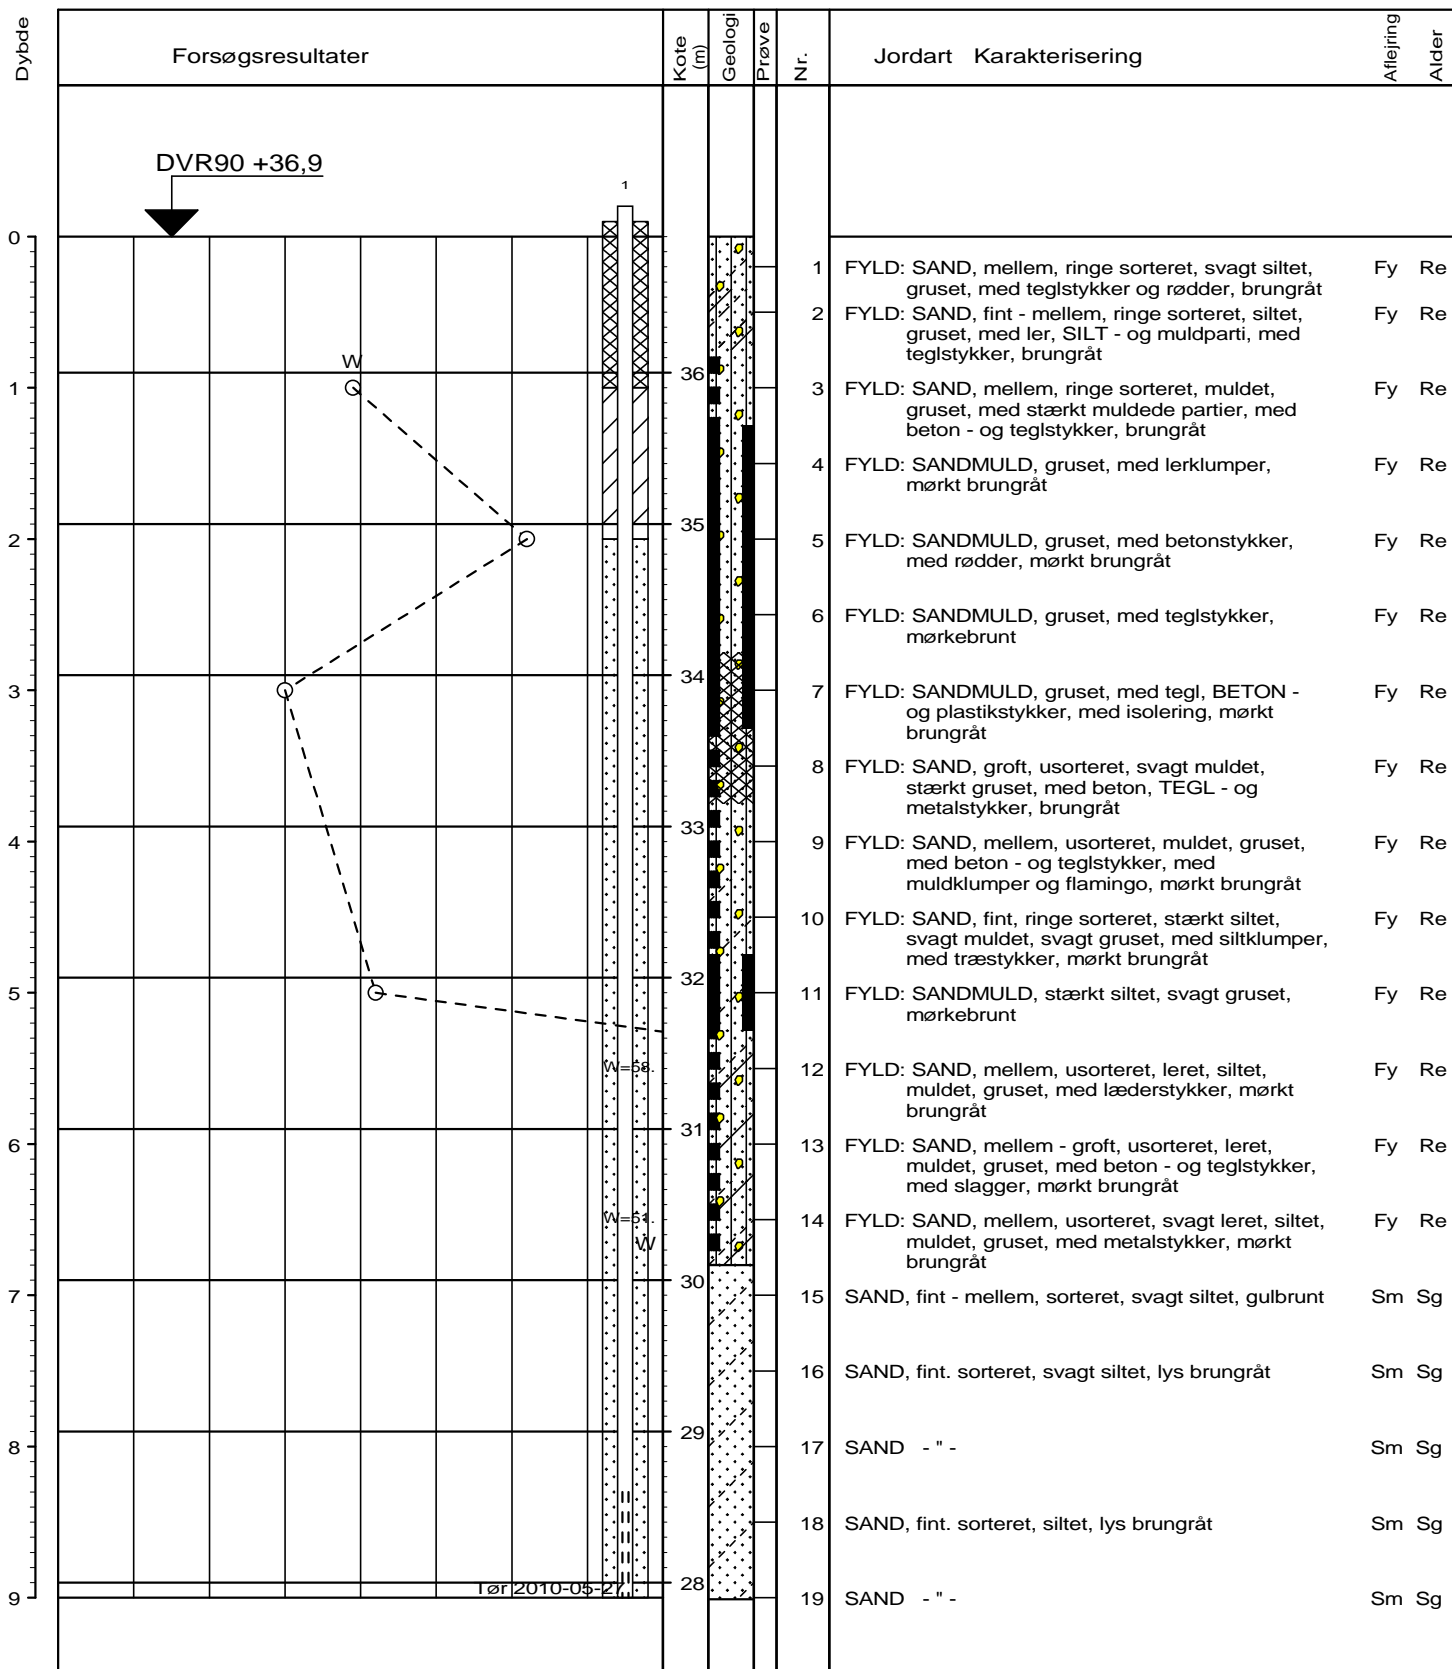 Dybde
Forsøgsresultater
Kote
(m)
Geologi
Prøve
Nr.
Jordart Karakterisering
Aflejring
Alder
DVR90 +36,9
1
0
1 FYLD: SAND, mellem, ringe sorteret, svagt siltet, Fy Re
gruset, med teglstykker og rødder, brungråt
2 FYLD: SAND, fint - mellem, ringe sorteret, siltet, Fy Re
gruset, med ler, SILT - og muldparti, med
teglstykker, brungråt
W
36
1
3 FYLD: SAND, mellem, ringe sorteret, muldet, Fy Re
gruset, med stærkt muldede partier, med
beton - og teglstykker, brungråt
4 FYLD: SANDMULD, gruset, med lerklumper, Fy Re
mørkt brungråt
35
2
5 FYLD: SANDMULD, gruset, med betonstykker, Fy Re
med rødder, mørkt brungråt
6 FYLD: SANDMULD, gruset, med teglstykker, Fy Re
mørkebrunt
34
3
7 FYLD: SANDMULD, gruset, med tegl, BETON - Fy Re
og plastikstykker, med isolering, mørkt
brungråt
8 FYLD: SAND, groft, usorteret, svagt muldet, Fy Re
stærkt gruset, med beton, TEGL - og
metalstykker, brungråt
33
4
9 FYLD: SAND, mellem, usorteret, muldet, gruset, Fy Re
med beton - og teglstykker, med
muldklumper og flamingo, mørkt brungråt
10 FYLD: SAND, fint, ringe sorteret, stærkt siltet, Fy Re
svagt muldet, svagt gruset, med siltklumper,
med træstykker, mørkt brungråt
32
5
11 FYLD: SANDMULD, stærkt siltet, svagt gruset, Fy Re
mørkebrunt
W=58.
12 FYLD: SAND, mellem, usorteret, leret, siltet, Fy Re
muldet, gruset, med læderstykker, mørkt
brungråt
31
6
13 FYLD: SAND, mellem - groft, usorteret, leret, Fy Re
muldet, gruset, med beton - og teglstykker,
med slagger, mørkt brungråt
W=51.
W
14 FYLD: SAND, mellem, usorteret, svagt leret, siltet, Fy Re
muldet, gruset, med metalstykker, mørkt
brungråt
30
7
15 SAND, fint - mellem, sorteret, svagt siltet, gulbrunt Sm Sg
16 SAND, fint. sorteret, svagt siltet, lys brungråt Sm Sg
29
8
17 SAND - " - Sm Sg
18 SAND, fint. sorteret, siltet, lys brungråt Sm Sg
28
Tør 2010-05-27
9
19 SAND - " - Sm Sg